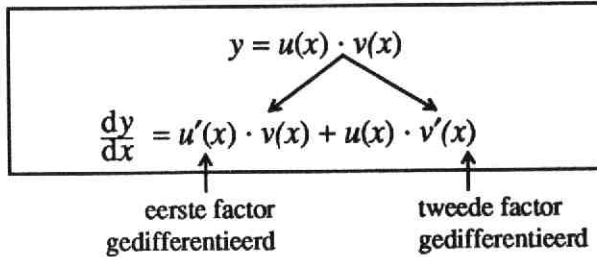 y = u(x) · v(x)
dy/dx = u'(x) · v(x) + u(x) · v'(x)
eerste factor
gedifferentieerd
tweede factor
gedifferentieerd